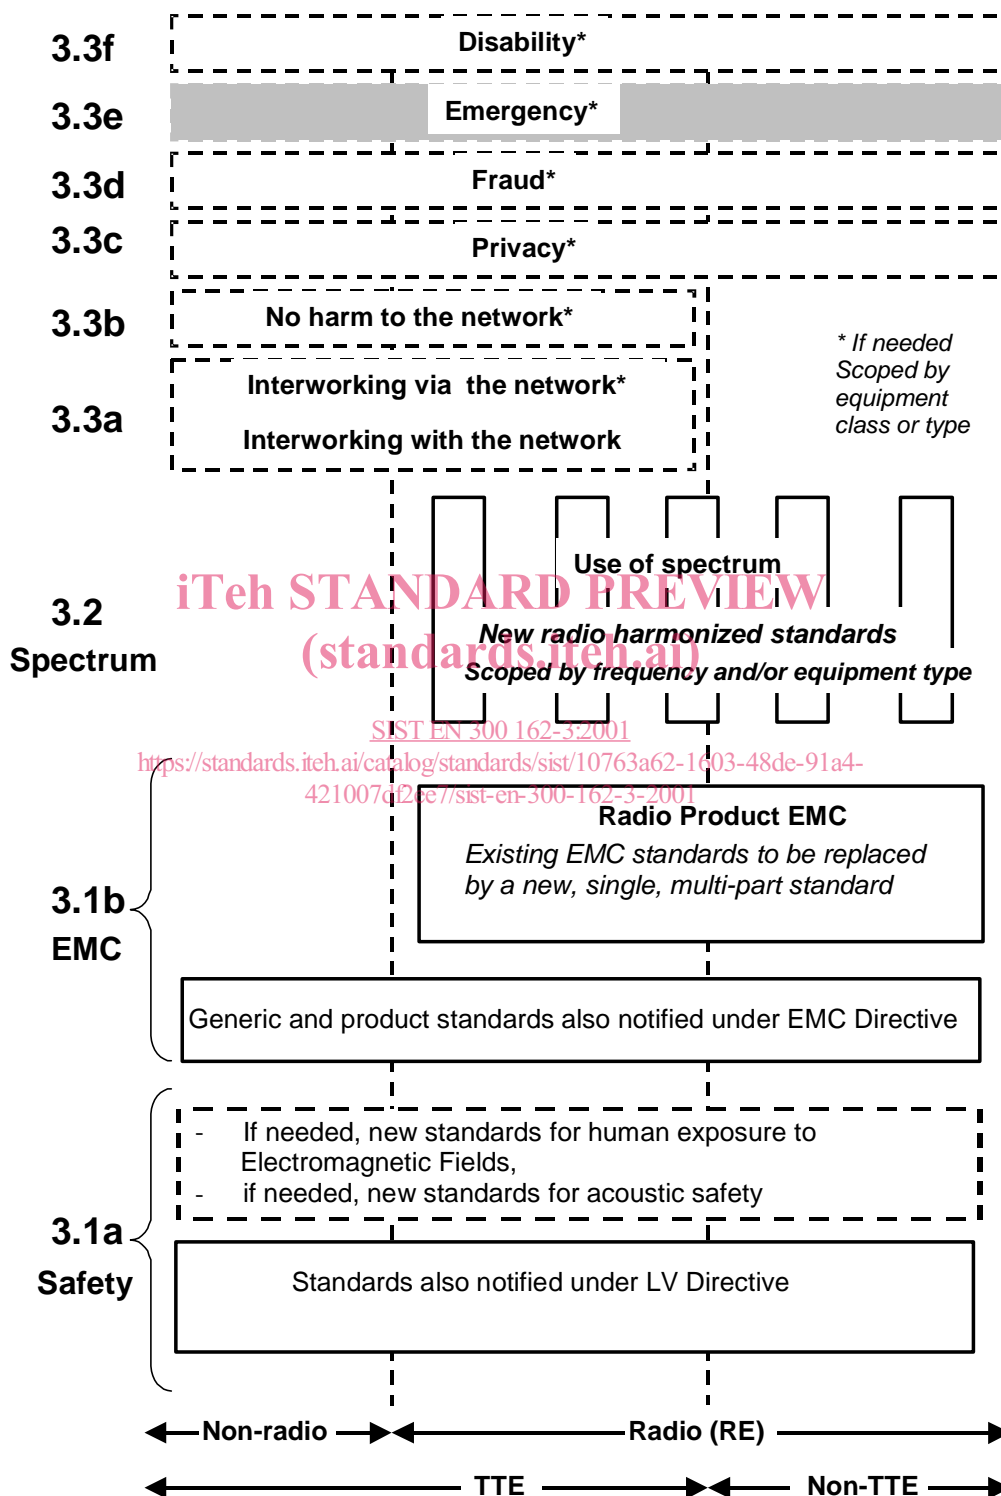 3.3f
Disability*
3.3e
Emergency*
3.3d
Fraud*
3.3c
Privacy*
3.3b
No harm to the network*
* If needed
Scoped by
equipment
class or type
3.3a
Interworking via the network*
Interworking with the network
Use of spectrum
iTeh STANDARD PREVIEW
3.2
Spectrum
New radio harmonized standards
(standards.iteh.ai)
Scoped by frequency and/or equipment type
SIST EN 300 162-3:2001
https://standards.iteh.ai/catalog/standards/sist/10763a62-1603-48de-91a4-
421007df2ee7/sist-en-300-162-3-2001
Radio Product EMC
Existing EMC standards to be replaced
by a new, single, multi-part standard
3.1b
EMC
Generic and product standards also notified under EMC Directive
- If needed, new standards for human exposure to
Electromagnetic Fields,
- if needed, new standards for acoustic safety
3.1a
Safety
Standards also notified under LV Directive
Non-radio
Radio (RE)
TTE
Non-TTE